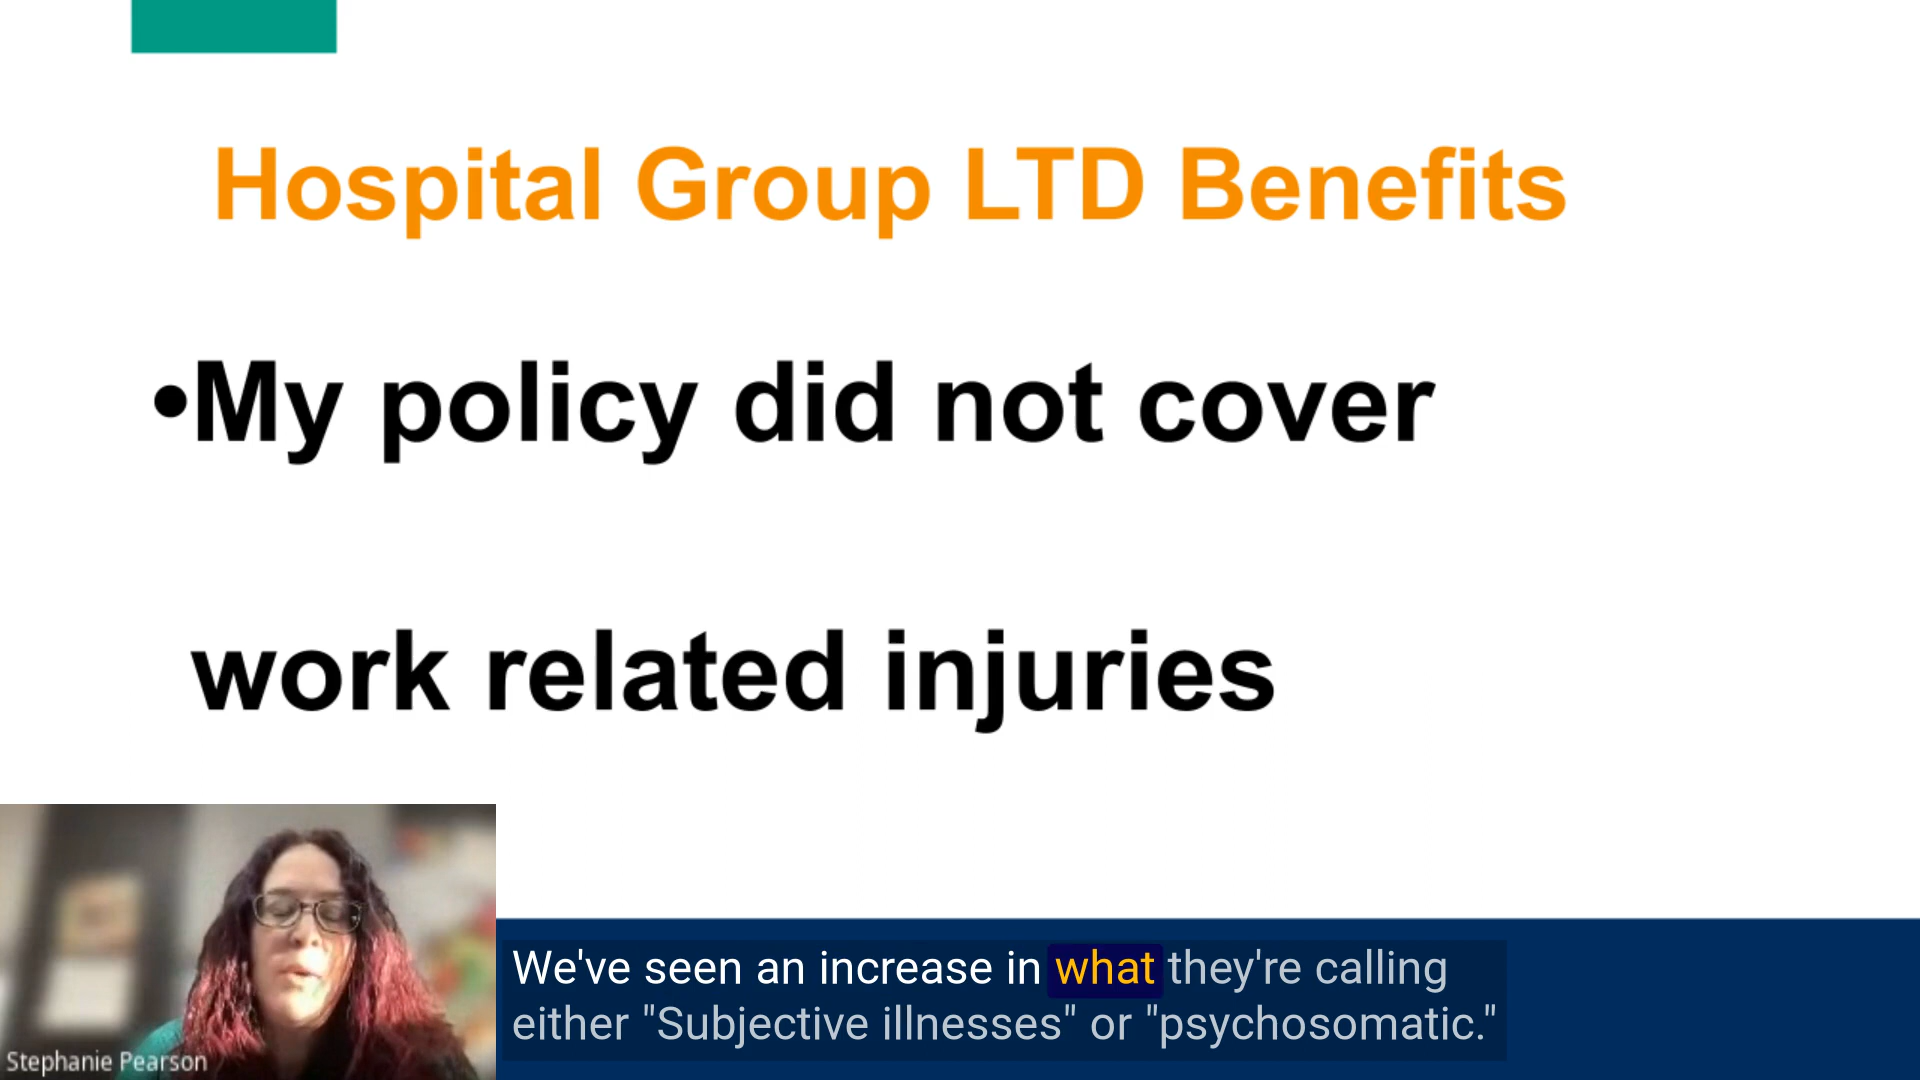 Hospital Group LTD Benefits
•My policy did not cover
work related injuries
We've seen an increase in what they're calling
either "Subjective illnesses" or "psychosomatic."
Stephanie Pearson